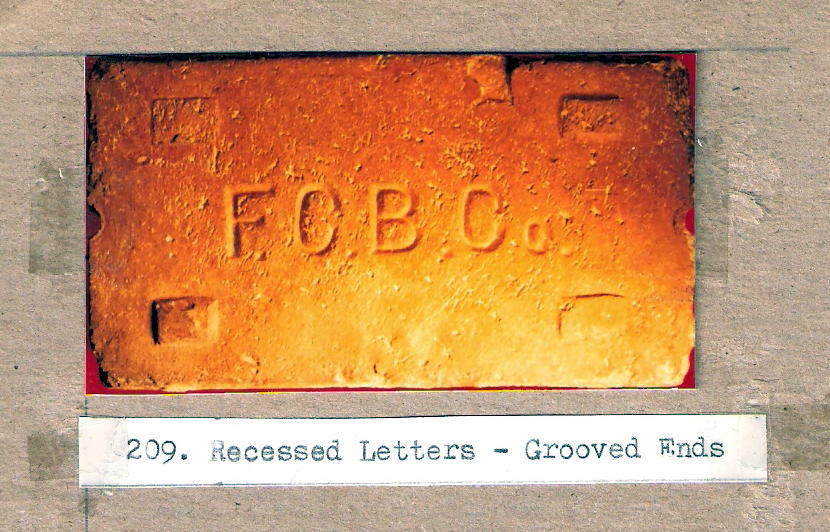 F.C.B.Co.
209. Recessed Letters - Grooved Ends